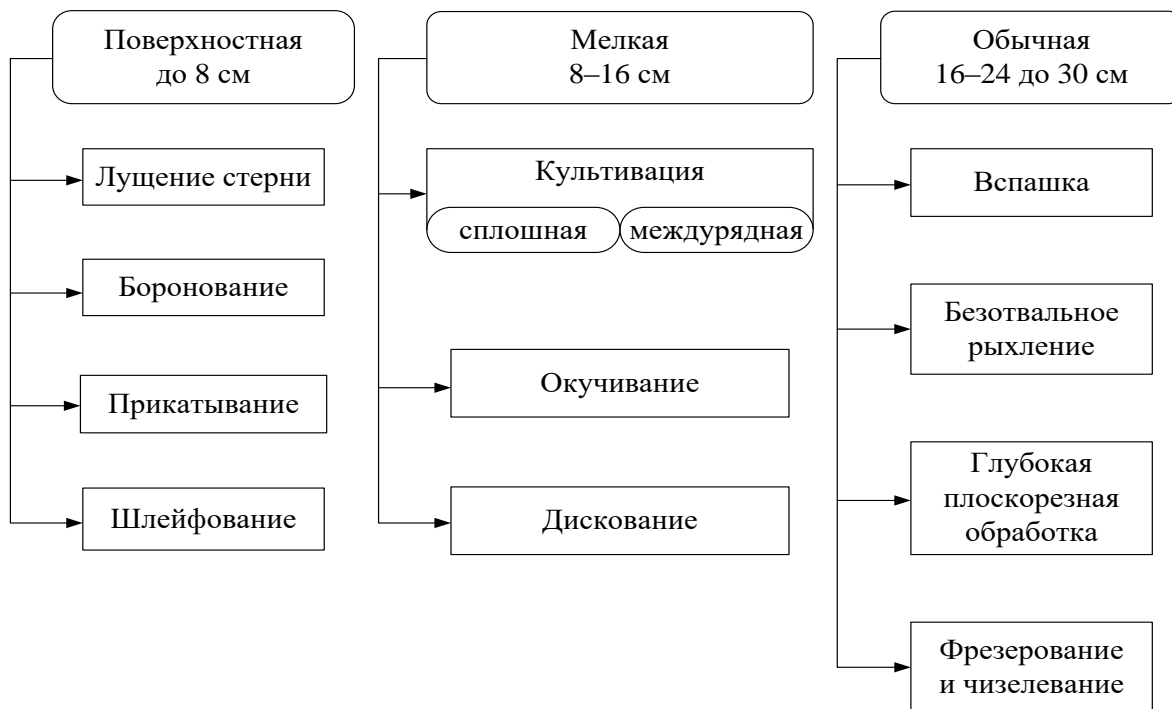 Поверхностная
до 8 см
Лущение стерни
Боронование
Прикатывание
Шлейфование
Мелкая
8–16 см
Культивация
сплошная
междурядная
Окучивание
Дискование
Обычная
16–24 до 30 см
Вспашка
Безотвальное
рыхление
Глубокая
плоскорезная
обработка
Фрезерование
и чизелевание